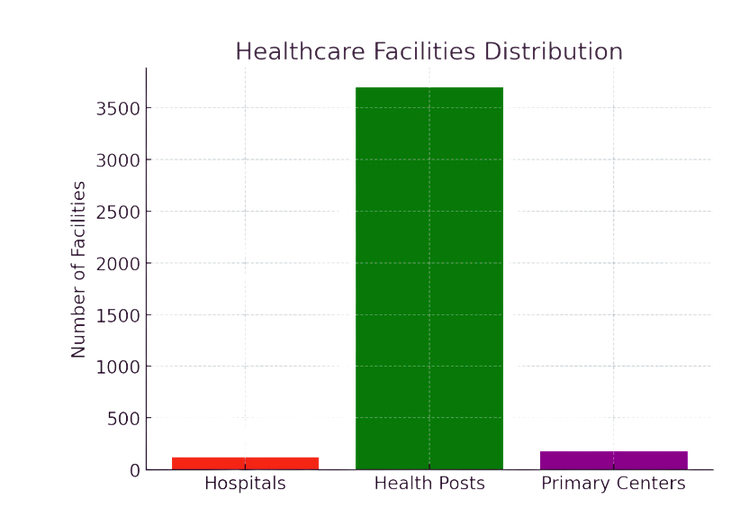 Healthcare Facilities Distribution
Number of Facilities
3500
3000
2500
2000
1500
1000
500
0
Hospitals
Health Posts
Primary Centers